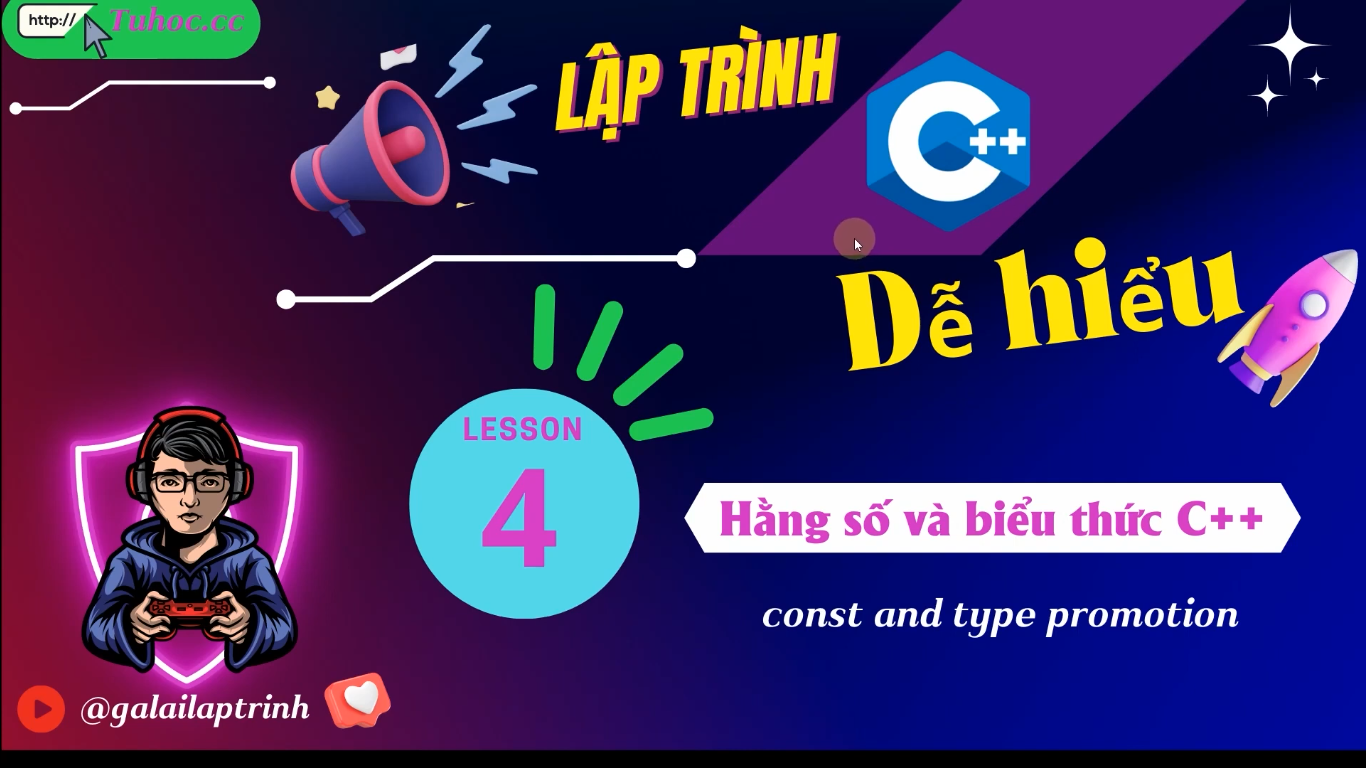 http://
Tuhoc.cc
LẬP TRÌNH
C++
Dễ hiểu
LESSON
4
Hằng số và biểu thức C++
const and type promotion
@galailaptrinh